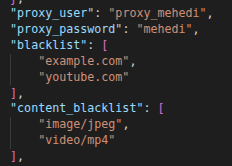 ],
"proxy_user": "proxy_mehedi",
"proxy_password": "mehedi",
"blacklist": [
"example.com",
"youtube.com"
],
"content_blacklist": [
"image/jpeg",
"video/mp4"
],